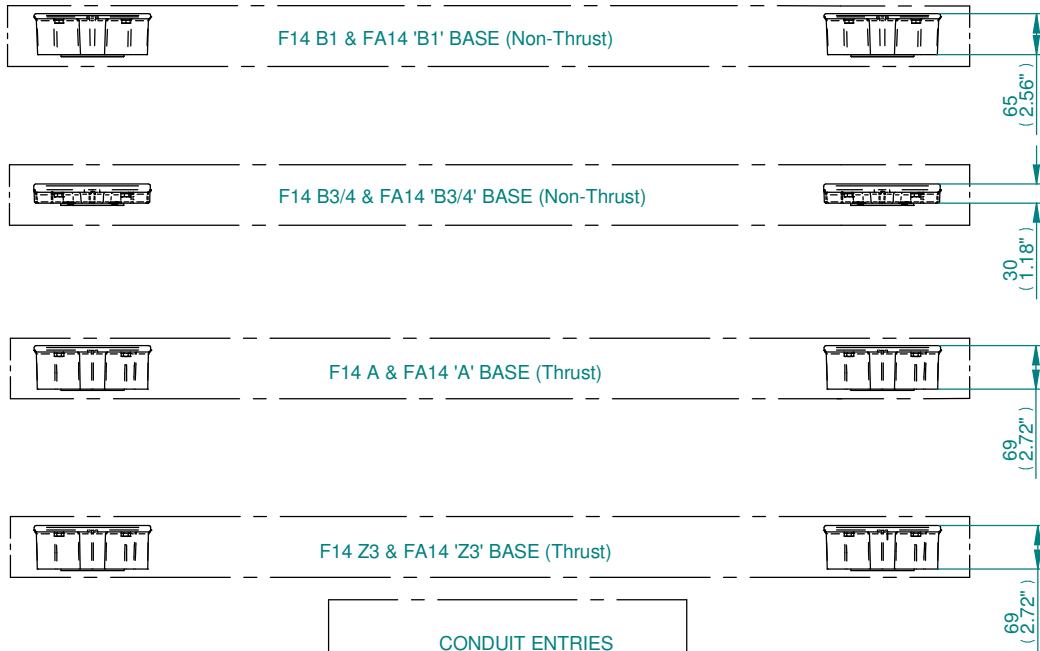 F14 B1 & FA14 'B1' BASE (Non-Thrust)
65
( 2.56" )
F14 B3/4 & FA14 'B3/4' BASE (Non-Thrust)
30
( 1.18" )
F14 A & FA14 'A' BASE (Thrust)
69
( 2.72" )
F14 Z3 & FA14 'Z3' BASE (Thrust)
69
( 2.72" )
CONDUIT ENTRIES